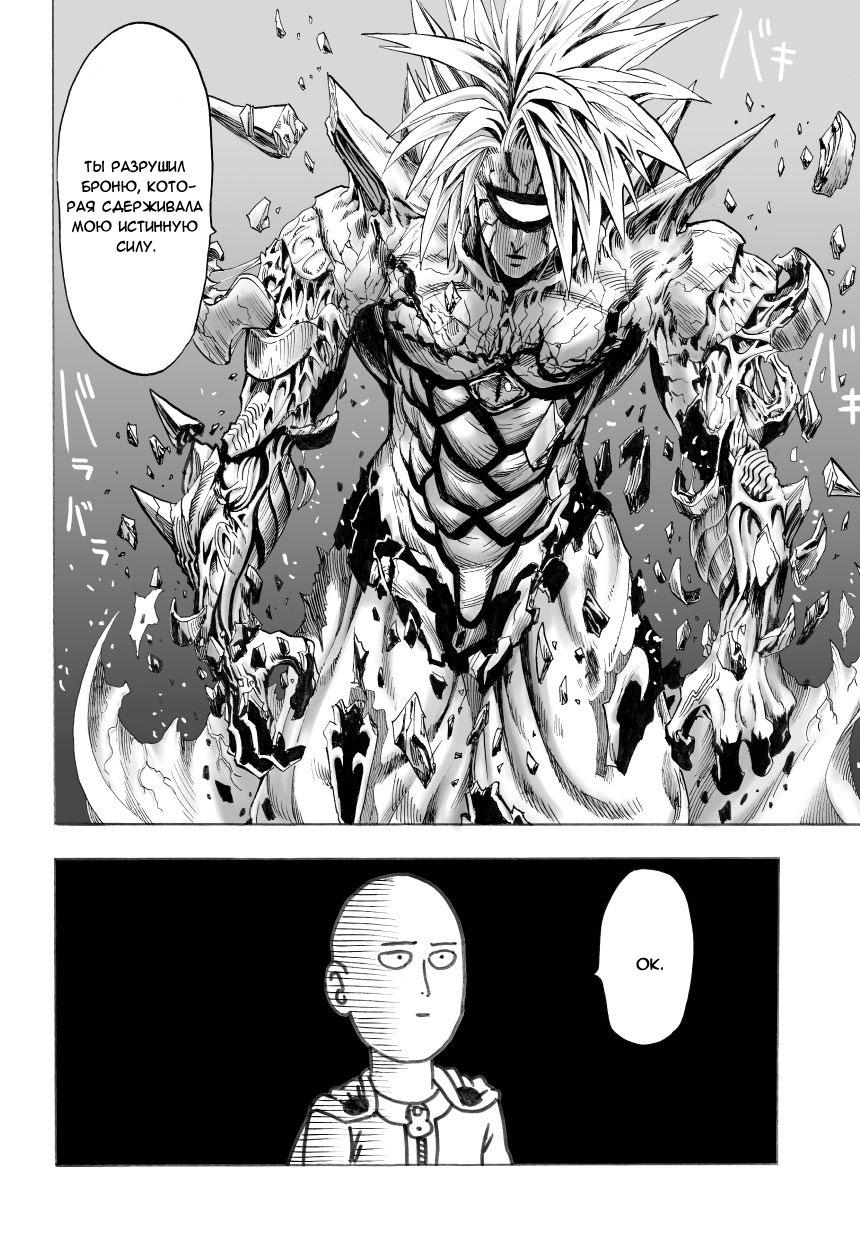 バキ
ТЫ РАЗРУШИЛ
БРОНЮ, КОТО-
РАЯ СДЕРЖИВАЛА
МОЮ ИСТИННУЮ
СИЛУ.
バキ
バラバラ
ОК.